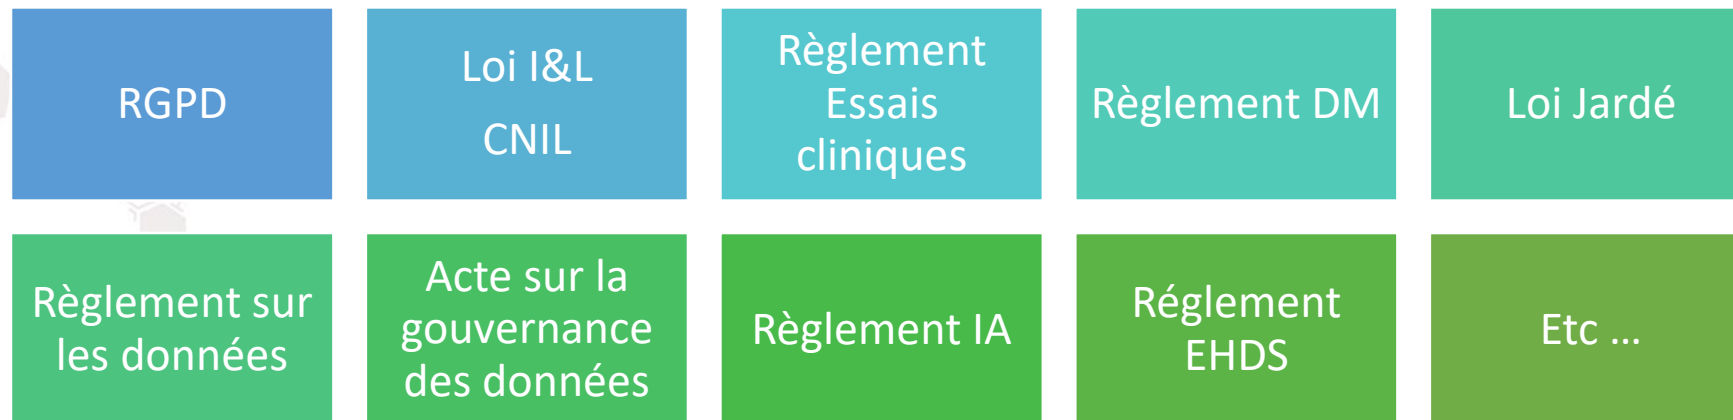 RGPD
Loi I&L
CNIL
Règlement
Essais
cliniques
Règlement DM
Loi Jardé
Règlement sur
les données
Acte sur la
gouvernance
des données
Règlement IA
Réglement
EHDS
Etc ...